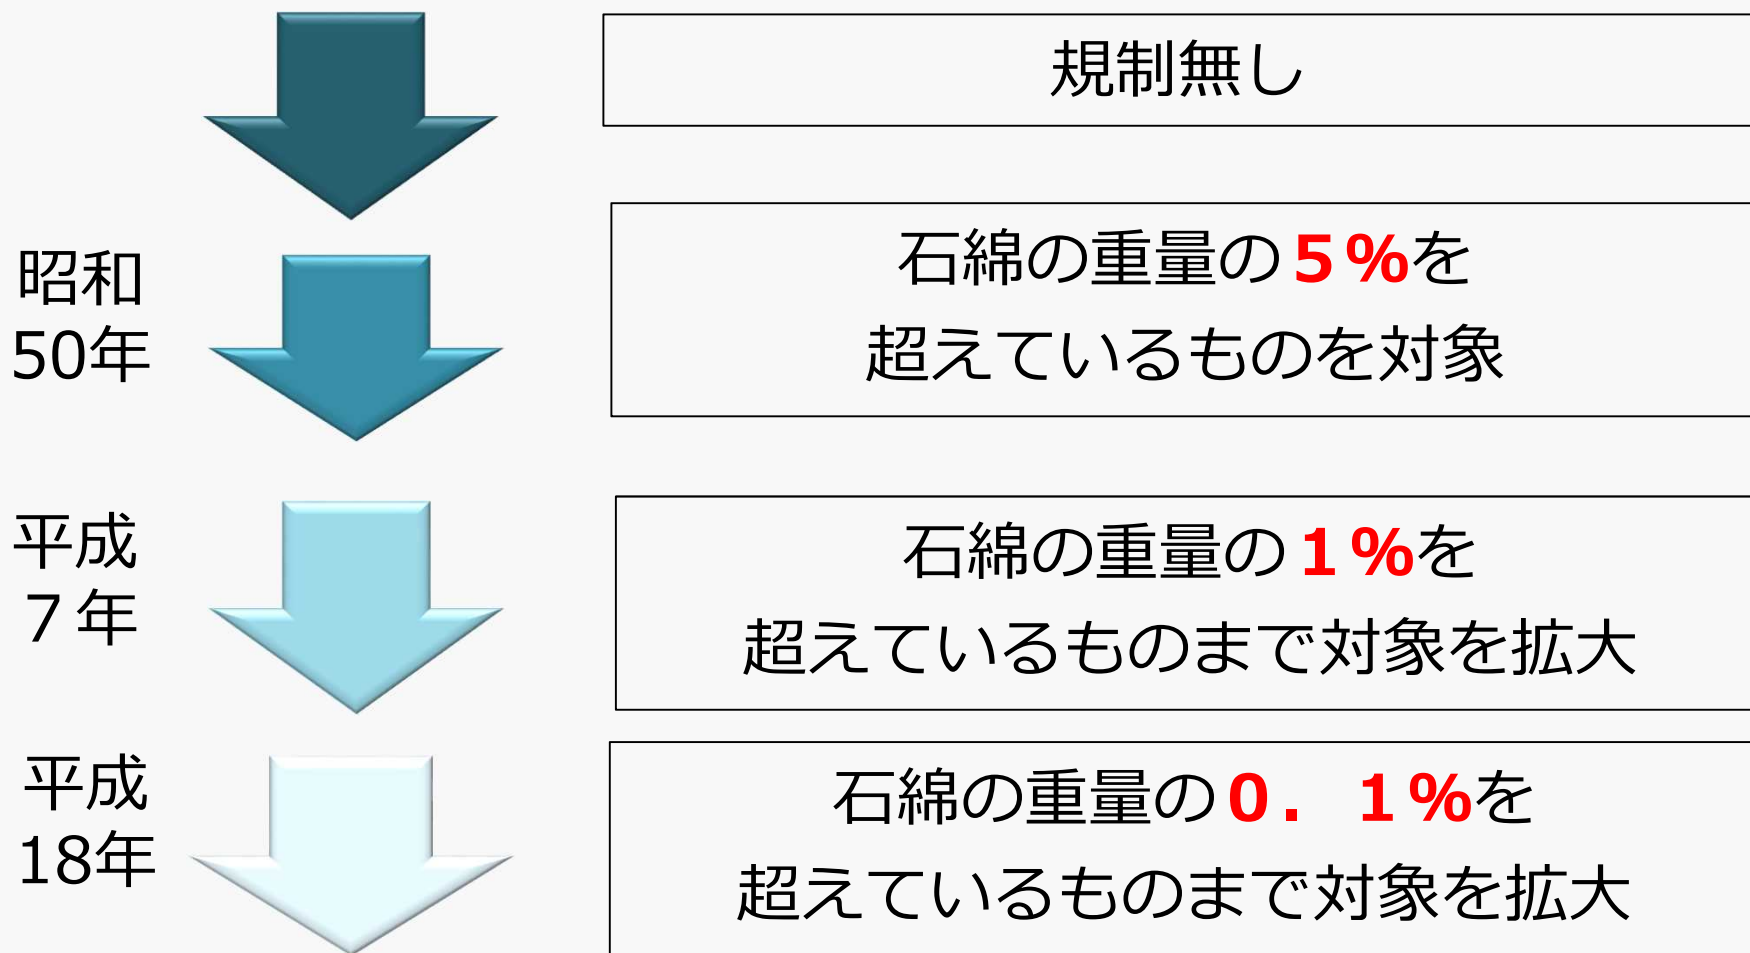 規制無し
昭和
50年
石綿の重量の5%を
超えているものを対象
平成
7年
石綿の重量の1%を
超えているものまで対象を拡大
平成
18年
石綿の重量の0.1%を
超えているものまで対象を拡大